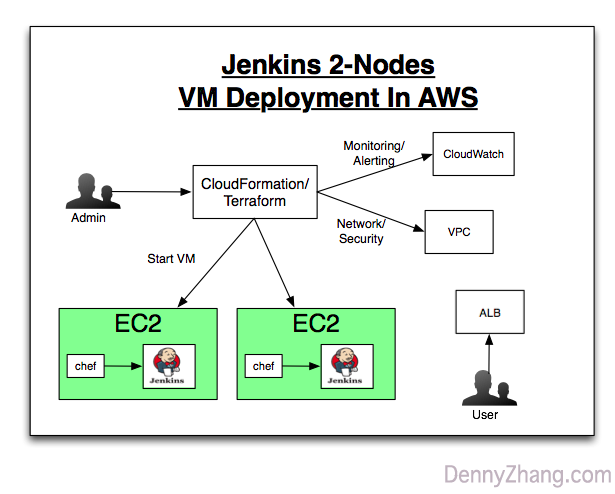 Jenkins 2-Nodes
VM Deployment In AWS
Monitoring/
Alerting
CloudWatch
CloudFormation/
Terraform
Admin
Network/
Security
VPC
Start VM
EC2
EC2
ALB
chef
Jenkins
chef
Jenkins
User
DennyZhang.com